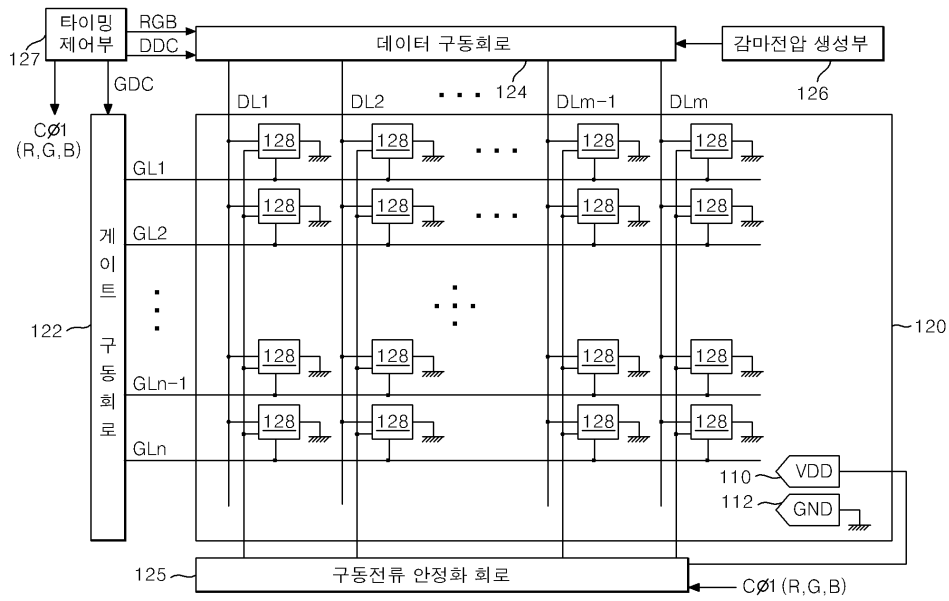 타이밍
제어부
127
RGB
DDC
데이터 구동회로
감마전압 생성부
124
126
GDC
CØ1
(R,G,B)
DL1
DL2
DLm-1
DLm
128 128 128 128
GL1
128 128 128 128
GL2
게이트 구동회로
122
120
128 128 128 128
GLn-1
128 128 128 128
GLn
110
VDD
112
GND
125
구동전류 안정화 회로
CØ1 (R,G,B)